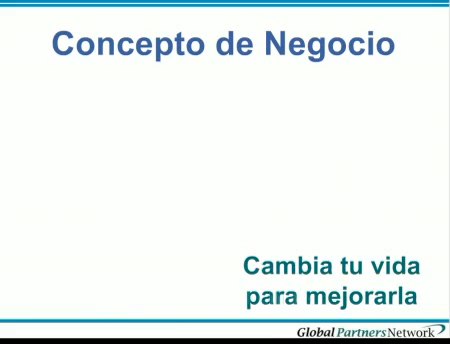 Concepto de Negocio
Cambia tu vida
para mejorarla
Global Partners Network